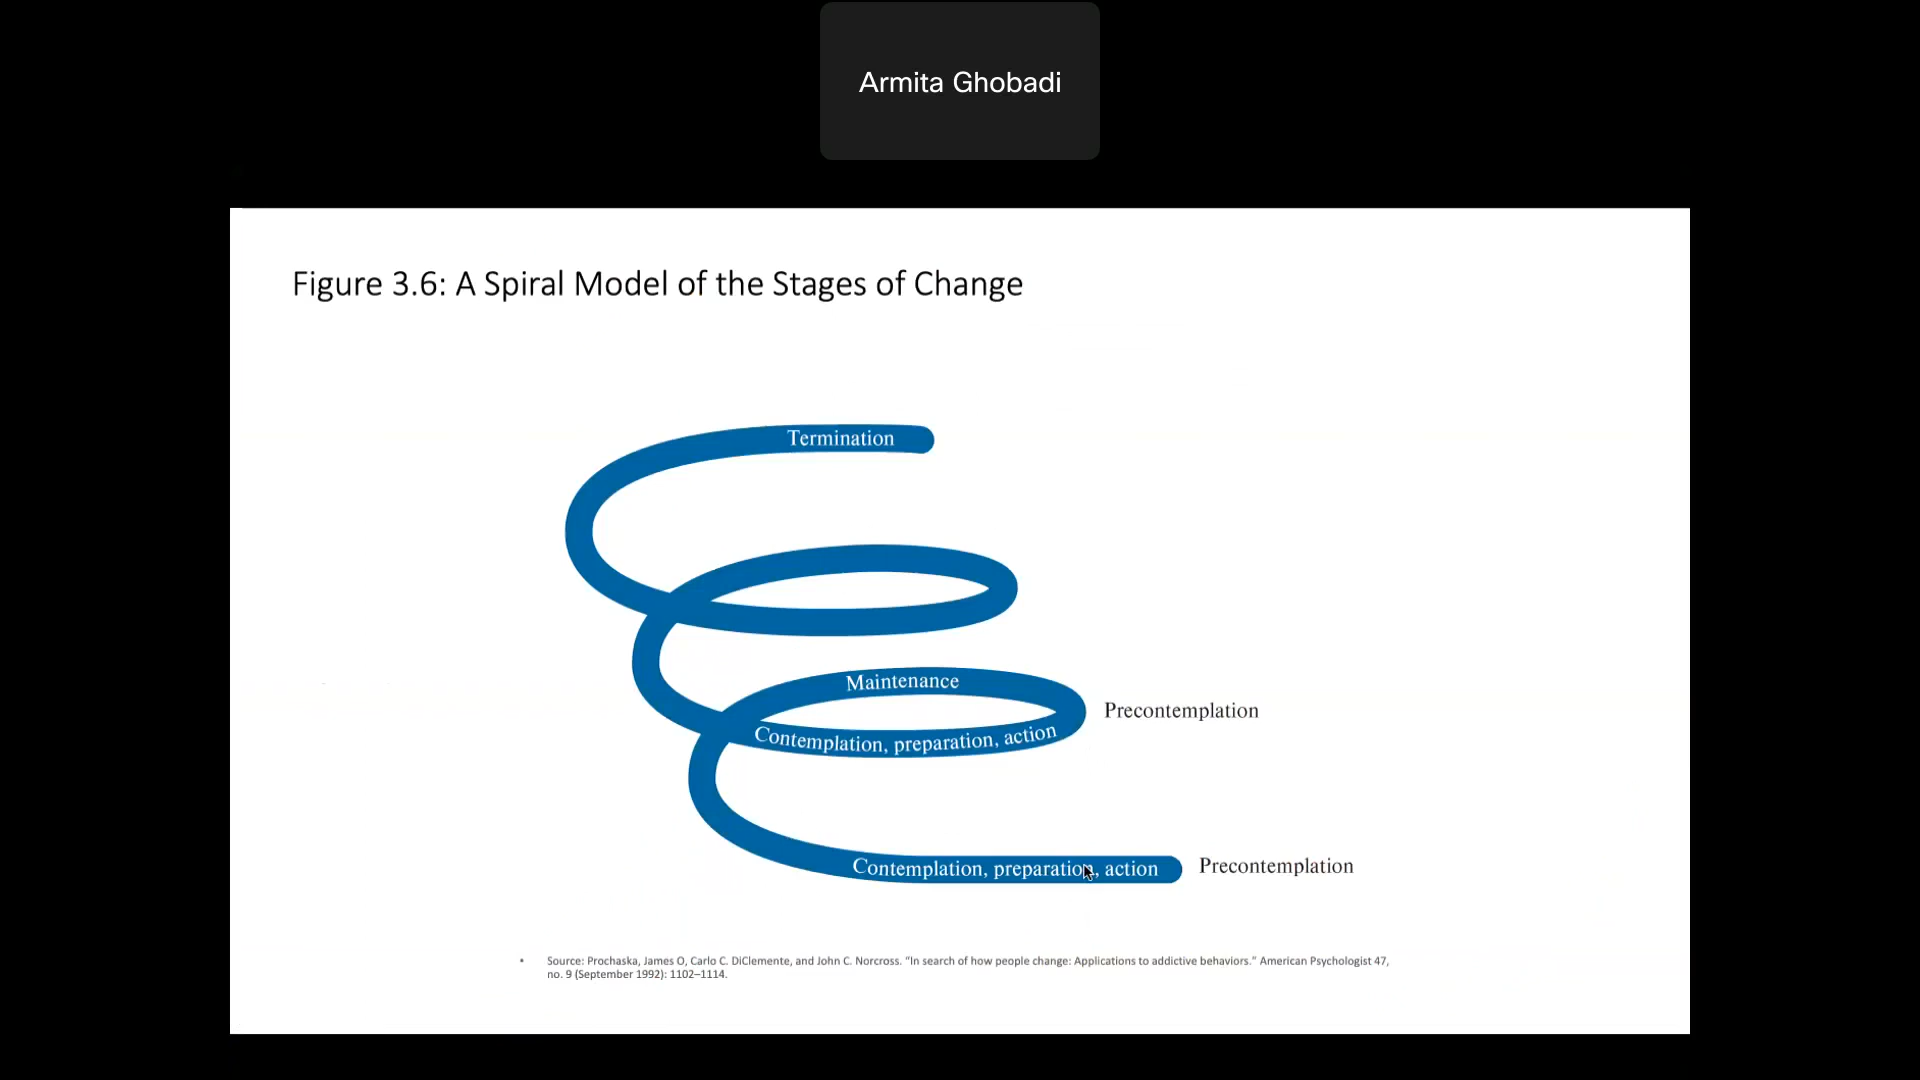 Armita Ghobadi
Figure 3.6: A Spiral Model of the Stages of Change
Termination
Maintenance
Precontemplation
Contemplation, preparation, action
Contemplation, preparation, action
Precontemplation
• Source: Prochaska, James O, Carlo C. DiClemente, and John C. Norcross. “In search of how people change: Applications to addictive behaviors.” American Psychologist 47,
no. 9 (September 1992): 1102–1114.